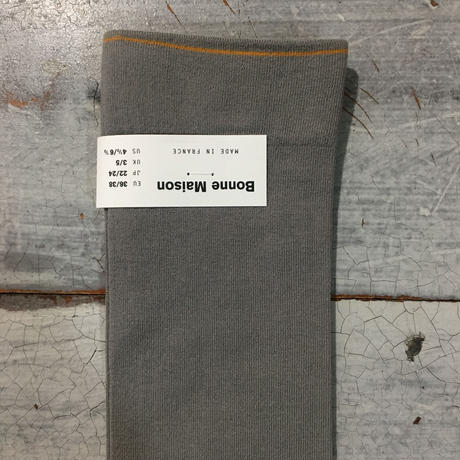 Bonne Maison
MADE IN FRANCE
EU 36/38
JP 22/24
UK 3/5
US 4½/6½